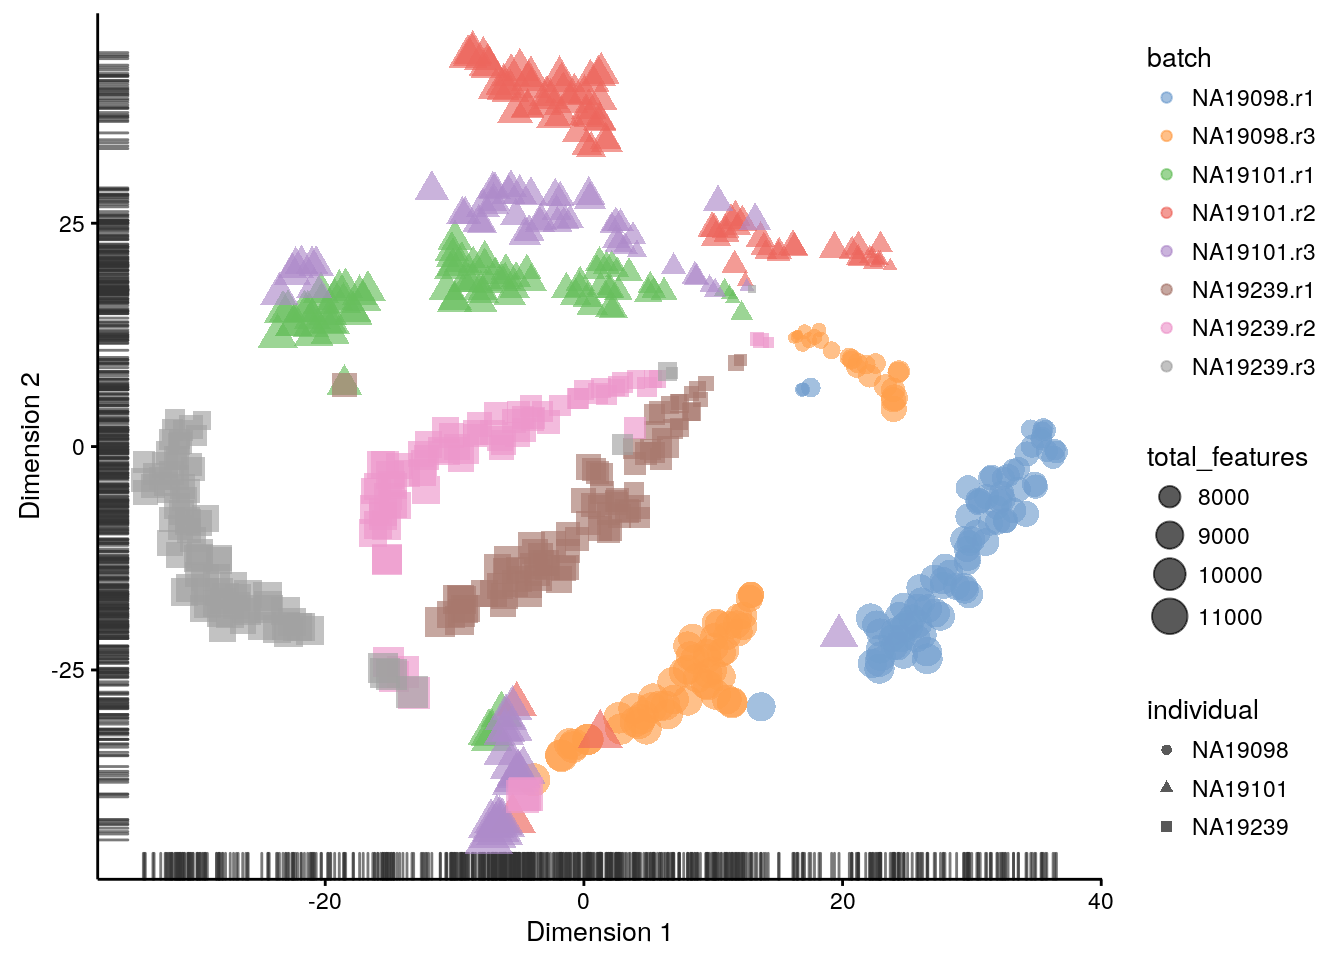 batch
NA19098.r1
NA19098.r3
NA19101.r1
NA19101.r2
NA19101.r3
NA19239.r1
NA19239.r2
NA19239.r3
total_features
8000
9000
10000
11000
individual
NA19098
NA19101
NA19239
Dimension 2
25
0
-25
-20
0
20
40
Dimension 1